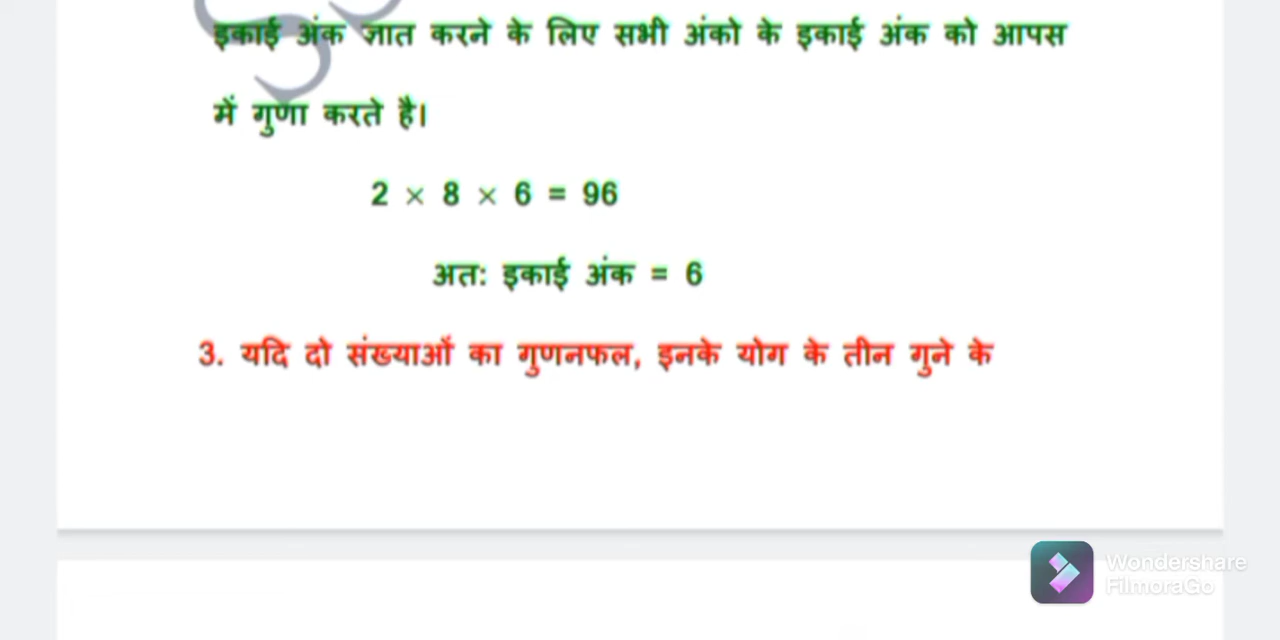 इकाई अंक ज्ञात करने के लिए सभी अंको के इकाई अंक को आपस
में गुणा करते है।
2 × 8 × 6 = 96
अत: इकाई अंक = 6
3. यदि दो संख्याओं का गुणनफल, इनके योग के तीन गुने के
Wondershare
FilmoraGo